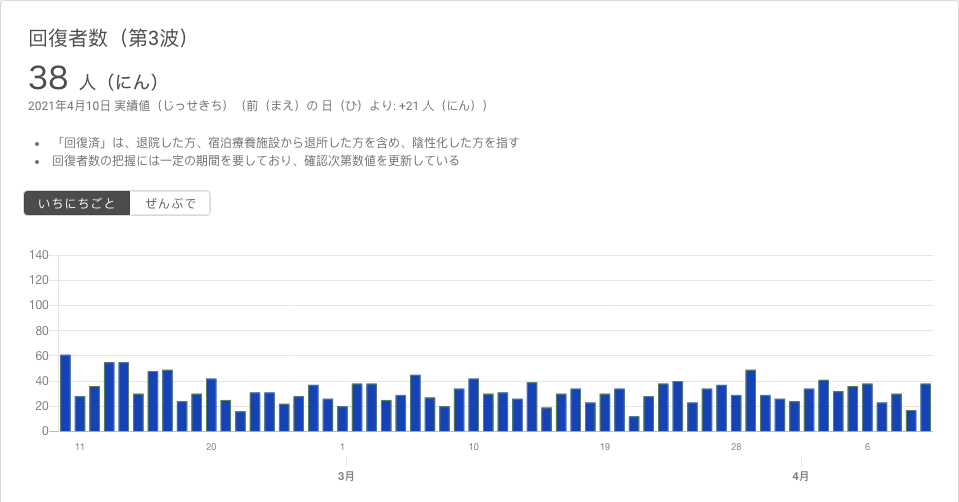 回復者数（第3波）
38 人（にん）
2021年4月10日 実績値（じっせきち）（前（まえ）の 日（ひ）より: +21 人（にん））
• 「回復済」は、退院した方、宿泊療養施設から退所した方を含め、陰性化した方を指す
• 回復者数の把握には一定の期間を要しており、確認次第数値を更新している
いちにちごと ぜんぶで
140
120
100
80
60
40
20
0
11 20 1 10 19 28 6
3月 4月